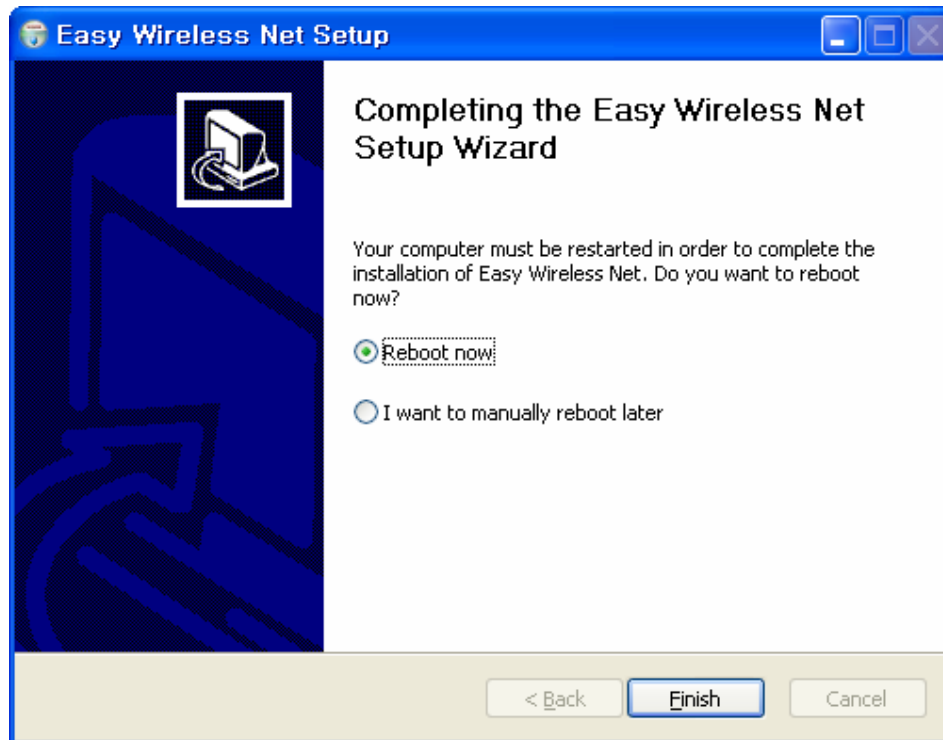 Easy Wireless Net Setup
Completing the Easy Wireless Net
Setup Wizard
Your computer must be restarted in order to complete the
installation of Easy Wireless Net. Do you want to reboot
now?
Reboot now
I want to manually reboot later
< Back
Finish
Cancel